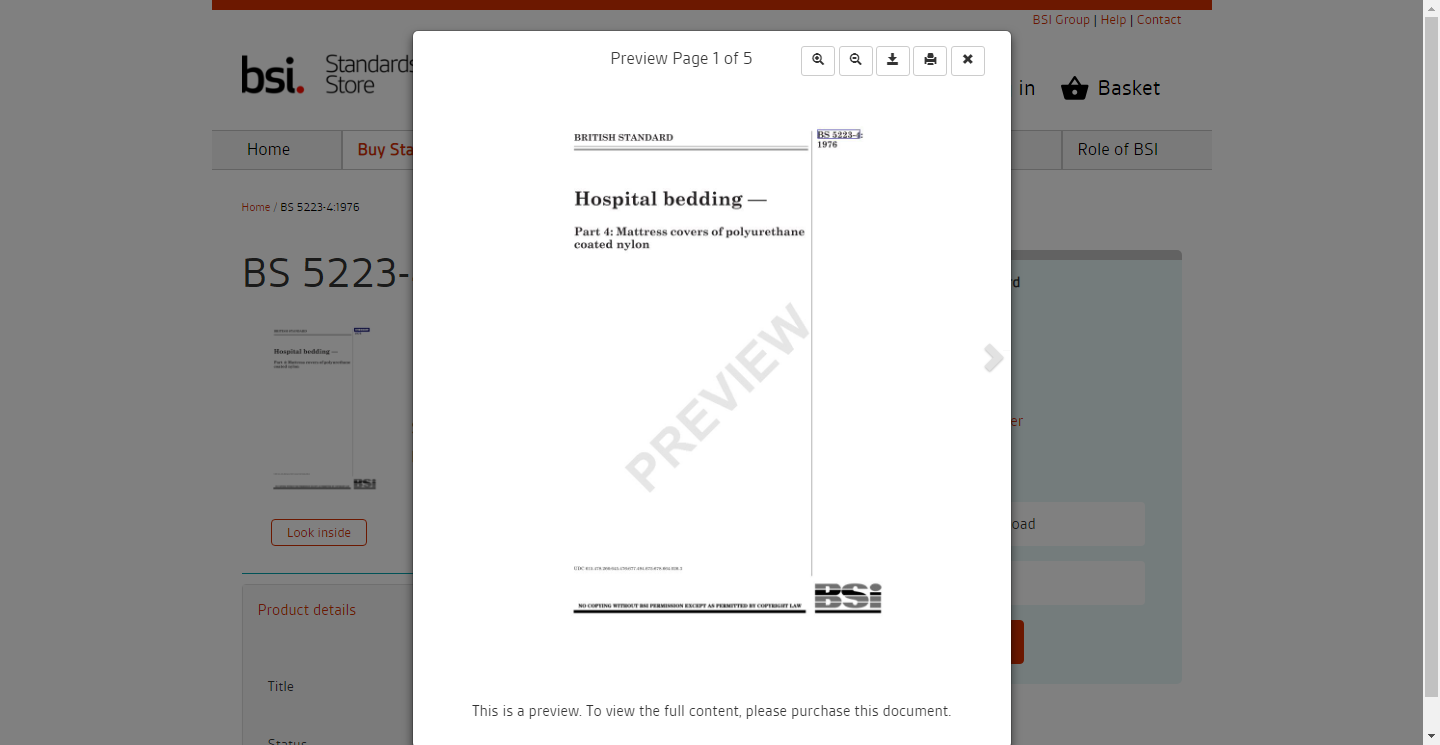 BSI Group | Help | Contact
bsi. Standards
Store
in
Basket
Home
Buy Sta
Role of BSI
Home / BS 5223-4:1976
BS 5223-
Look inside
Product details
Title
Status
Preview Page 1 of 5
BRITISH STANDARD
BS 5223-4:
1976
Hospital bedding —
Part 4: Mattress covers of polyurethane
coated nylon
PREVIEW
NO COPYING WITHOUT BSI PERMISSION EXCEPT AS PERMITTED BY COPYRIGHT LAW
BSi
This is a preview. To view the full content, please purchase this document.
rd
er
oad